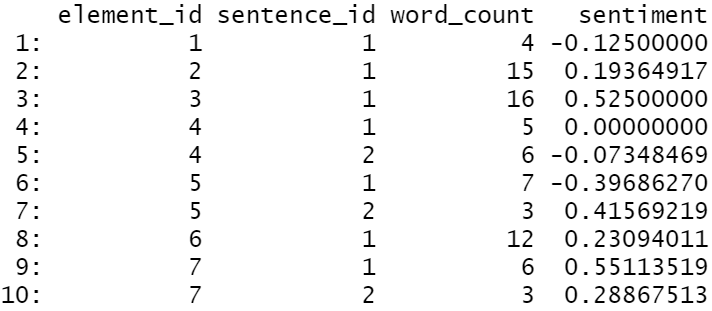 element_id sentence_id word_count sentiment
1: 1 1 4 -0.12500000
2: 2 1 15 0.19364917
3: 3 1 16 0.52500000
4: 4 1 5 0.00000000
5: 4 2 6 -0.07348469
6: 5 1 7 -0.39686270
7: 5 2 3 0.41569219
8: 6 1 12 0.23094011
9: 7 1 6 0.55113519
10: 7 2 3 0.28867513